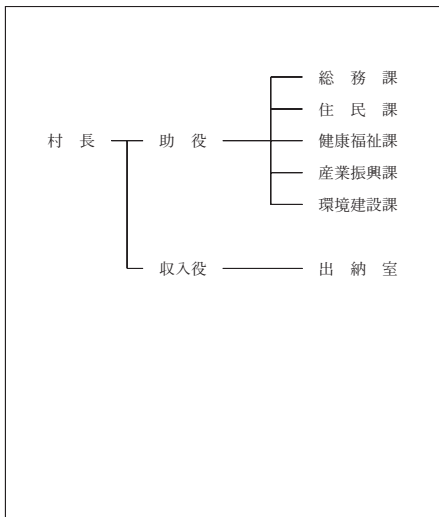 総務課
住民課
村長 助役 健康福祉課
産業振興課
環境建設課
収入役 出納室